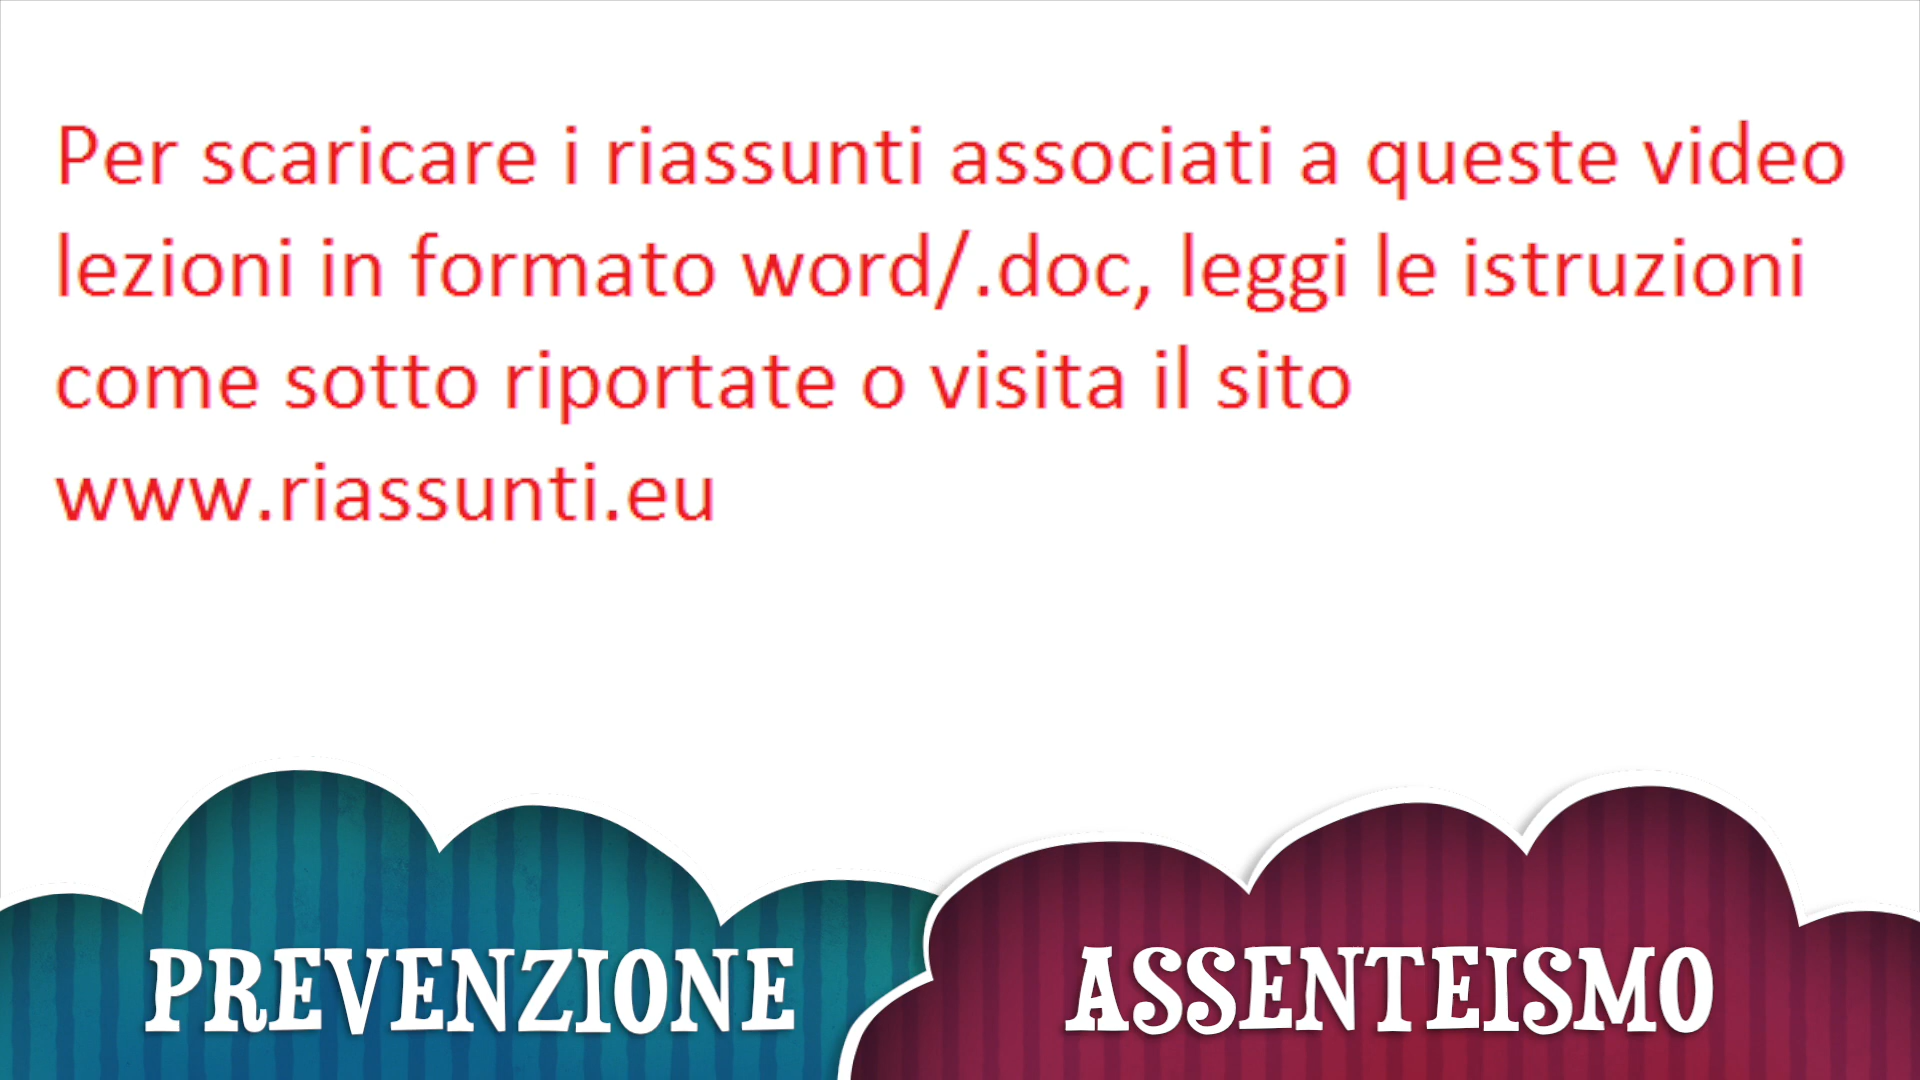 Per scaricare i riassunti associati a queste video
lezioni in formato word/.doc, leggi le istruzioni
come sotto riportate o visita il sito
www.riassunti.eu
PREVENZIONE
ASSENTEISMO